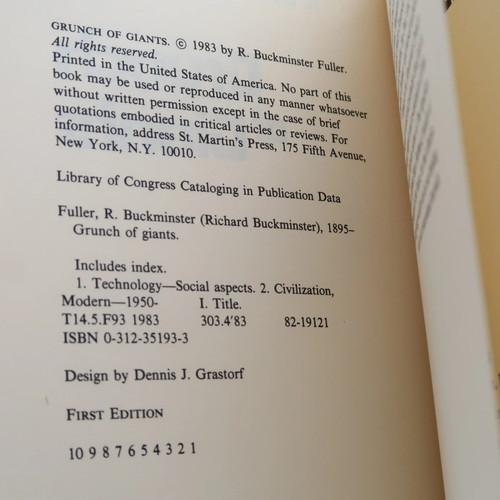 GRUNCH OF GIANTS. © 1983 by R. Buckminster Fuller.
All rights reserved.
Printed in the United States of America. No part of this
book may be used or reproduced in any manner whatsoever
without written permission except in the case of brief
quotations embodied in critical articles or reviews. For
information, address St. Martin's Press, 175 Fifth Avenue,
New York, N.Y. 10010.
Library of Congress Cataloging in Publication Data
Fuller, R. Buckminster (Richard Buckminster), 1895–
Grunch of giants.
Includes index.
1. Technology—Social aspects. 2. Civilization,
Modern—1950- I. Title.
T14.5.F93 1983 303.4'83 82-19121
ISBN 0-312-35193-3
Design by Dennis J. Grastorf
FIRST EDITION
10 9 8 7 6 5 4 3 2 1